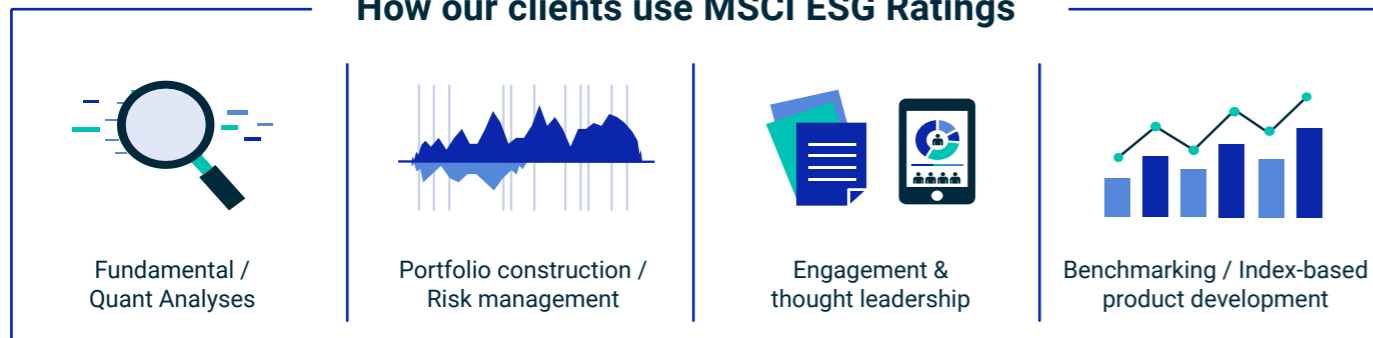 How our clients use MSCI ESG Ratings
Fundamental /
Quant Analyses
Portfolio construction /
Risk management
Engagement &
thought leadership
Benchmarking / Index-based
product development